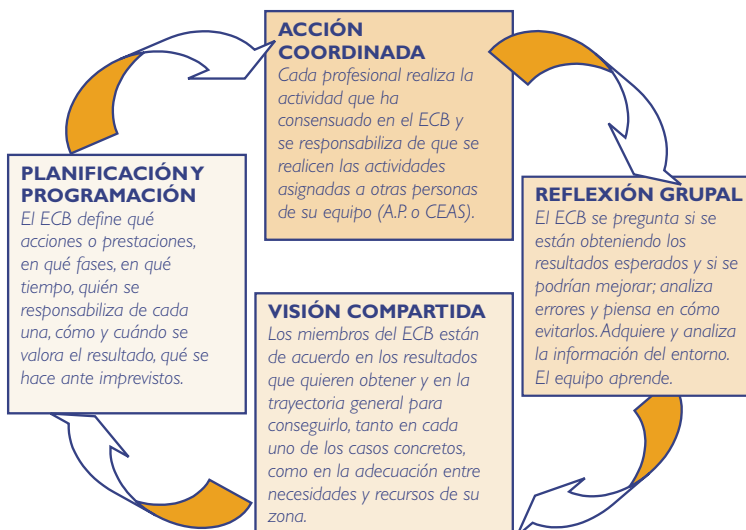 ACCIÓN
COORDINADA
Cada profesional realiza la
actividad que ha
consensuado en el ECB y
se responsabiliza de que se
realicen las actividades
asignadas a otras personas
de su equipo (A.P. o CEAS).
PLANIFICACIÓN Y
PROGRAMACIÓN
El ECB define qué
acciones o prestaciones,
en qué fases, en qué
tiempo, quién se
responsabiliza de cada
una, cómo y cuándo se
valora el resultado, qué se
hace ante imprevistos.
REFLEXIÓN GRUPAL
El ECB se pregunta si se
están obteniendo los
resultados esperados y si se
podrían mejorar; analiza
errores y piensa en cómo
evitarlos. Adquiere y analiza
la información del entorno.
El equipo aprende.
VISIÓN COMPARTIDA
Los miembros del ECB están
de acuerdo en los resultados
que quieren obtener y en la
trayectoria general para
conseguirlo, tanto en cada
uno de los casos concretos,
como en la adecuación entre
necesidades y recursos de su
zona.